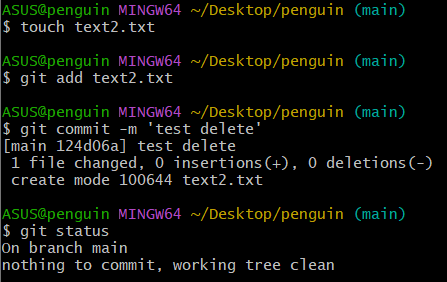 ASUS@penguin MINGW64 ~/Desktop/penguin (main)
$ touch text2.txt
ASUS@penguin MINGW64 ~/Desktop/penguin (main)
$ git add text2.txt
ASUS@penguin MINGW64 ~/Desktop/penguin (main)
$ git commit -m 'test delete'
[main 124d06a] test delete
 1 file changed, 0 insertions(+), 0 deletions(-)
 create mode 100644 text2.txt
ASUS@penguin MINGW64 ~/Desktop/penguin (main)
$ git status
On branch main
nothing to commit, working tree clean